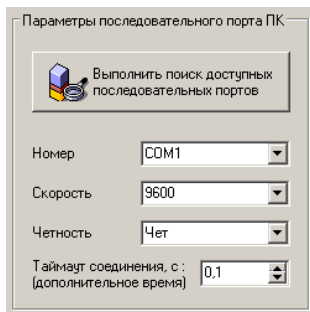 Параметры последовательного порта ПК
Выполнить поиск доступных
последовательных портов
Номер COM1
Скорость 9600
Четность Чет
Таймаут соединения, с :
(дополнительное время) 0,1